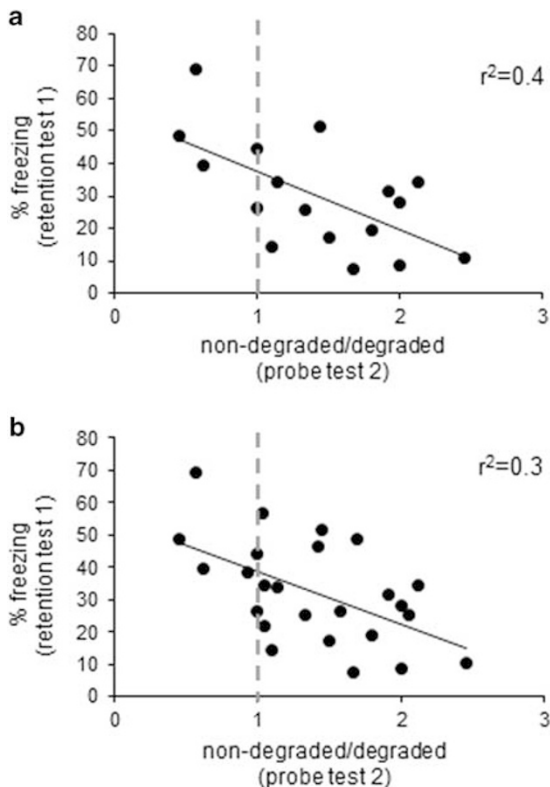 a
r²=0.4
% freezing
(retention test 1)
80
70
60
50
40
30
20
10
0
0 1 2 3
non-degraded/degraded
(probe test 2)
b
r²=0.3
% freezing
(retention test 1)
80
70
60
50
40
30
20
10
0
0 1 2 3
non-degraded/degraded
(probe test 2)